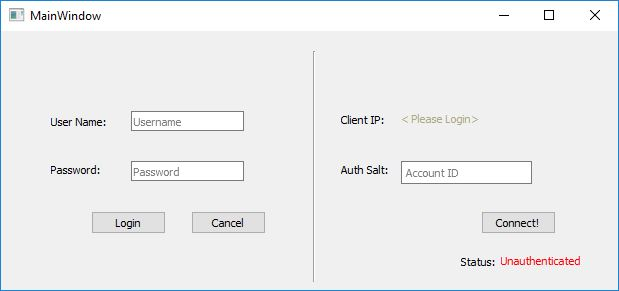 MainWindow
User Name: Username
Password: Password
Login Cancel
Client IP: < Please Login>
Auth Salt: Account ID
Connect!
Status: Unauthenticated